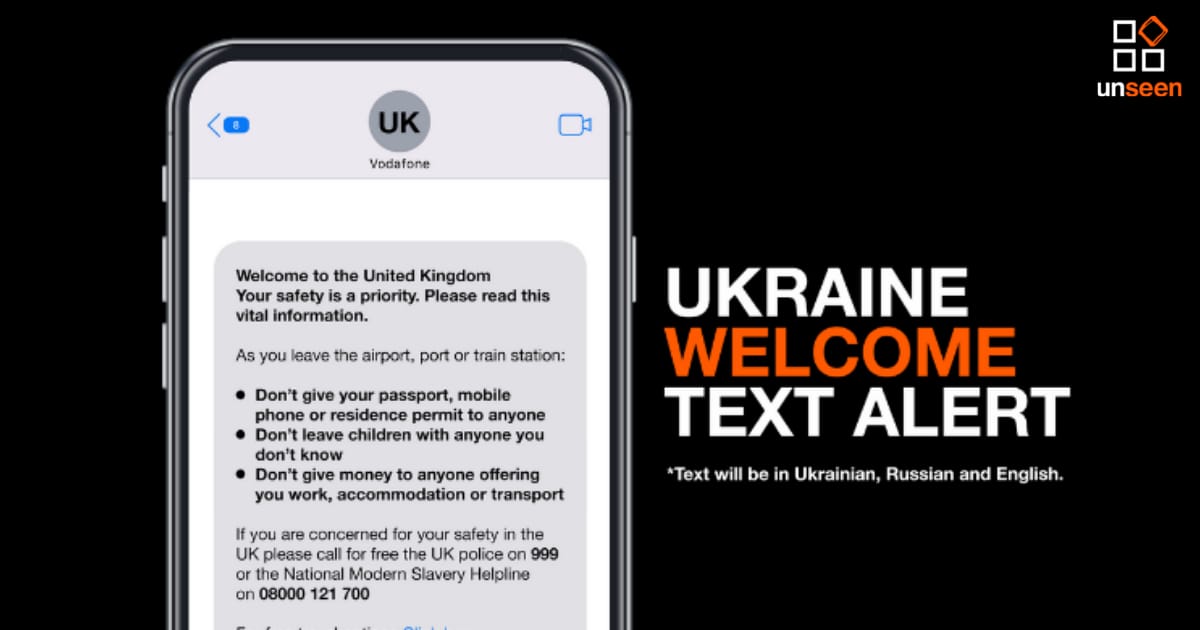 8
UK
Vodafone
Welcome to the United Kingdom
Your safety is a priority. Please read this
vital information.
As you leave the airport, port or train station:
● Don’t give your passport, mobile
phone or residence permit to anyone
● Don’t leave children with anyone you
don’t know
● Don’t give money to anyone offering
you work, accommodation or transport
If you are concerned for your safety in the
UK please call for free the UK police on 999
or the National Modern Slavery Helpline
on 08000 121 700
unseen
UKRAINE
WELCOME
TEXT ALERT
*Text will be in Ukrainian, Russian and English.